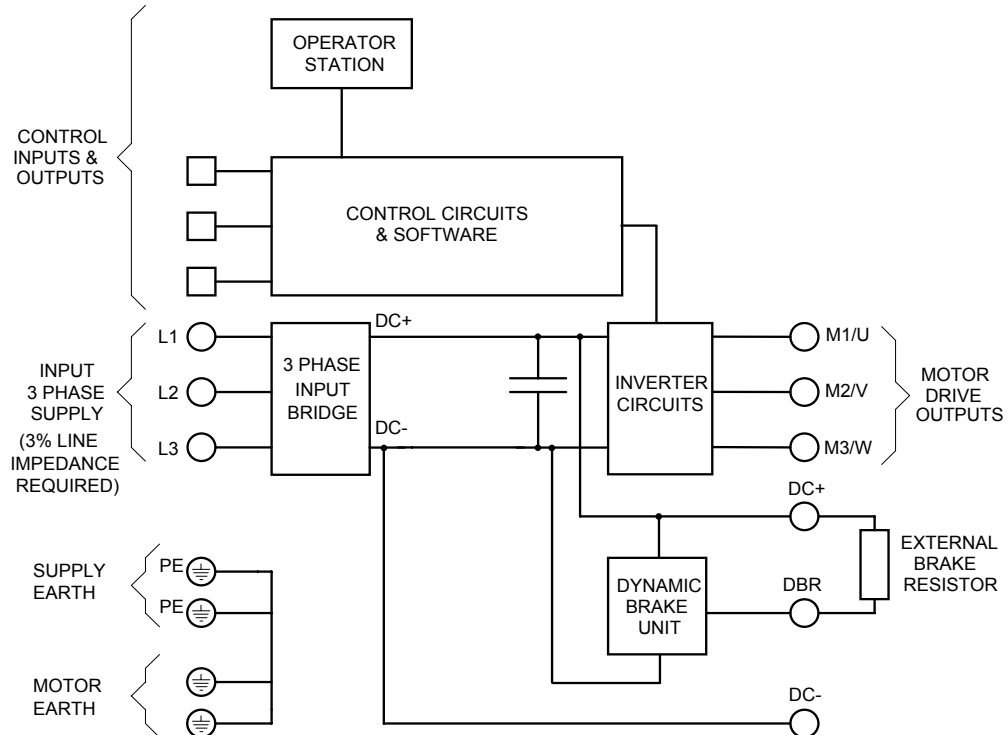 OPERATOR
STATION
CONTROL
INPUTS &
OUTPUTS
CONTROL CIRCUITS
& SOFTWARE
INPUT
3 PHASE
SUPPLY
(3% LINE
IMPEDANCE
REQUIRED)
L1
L2
L3
3 PHASE
INPUT
BRIDGE
DC+
DC-
INVERTER
CIRCUITS
M1/U
M2/V
M3/W
MOTOR
DRIVE
OUTPUTS
SUPPLY
EARTH
PE
PE
MOTOR
EARTH
DYNAMIC
BRAKE
UNIT
DC+
DBR
DC-
EXTERNAL
BRAKE
RESISTOR